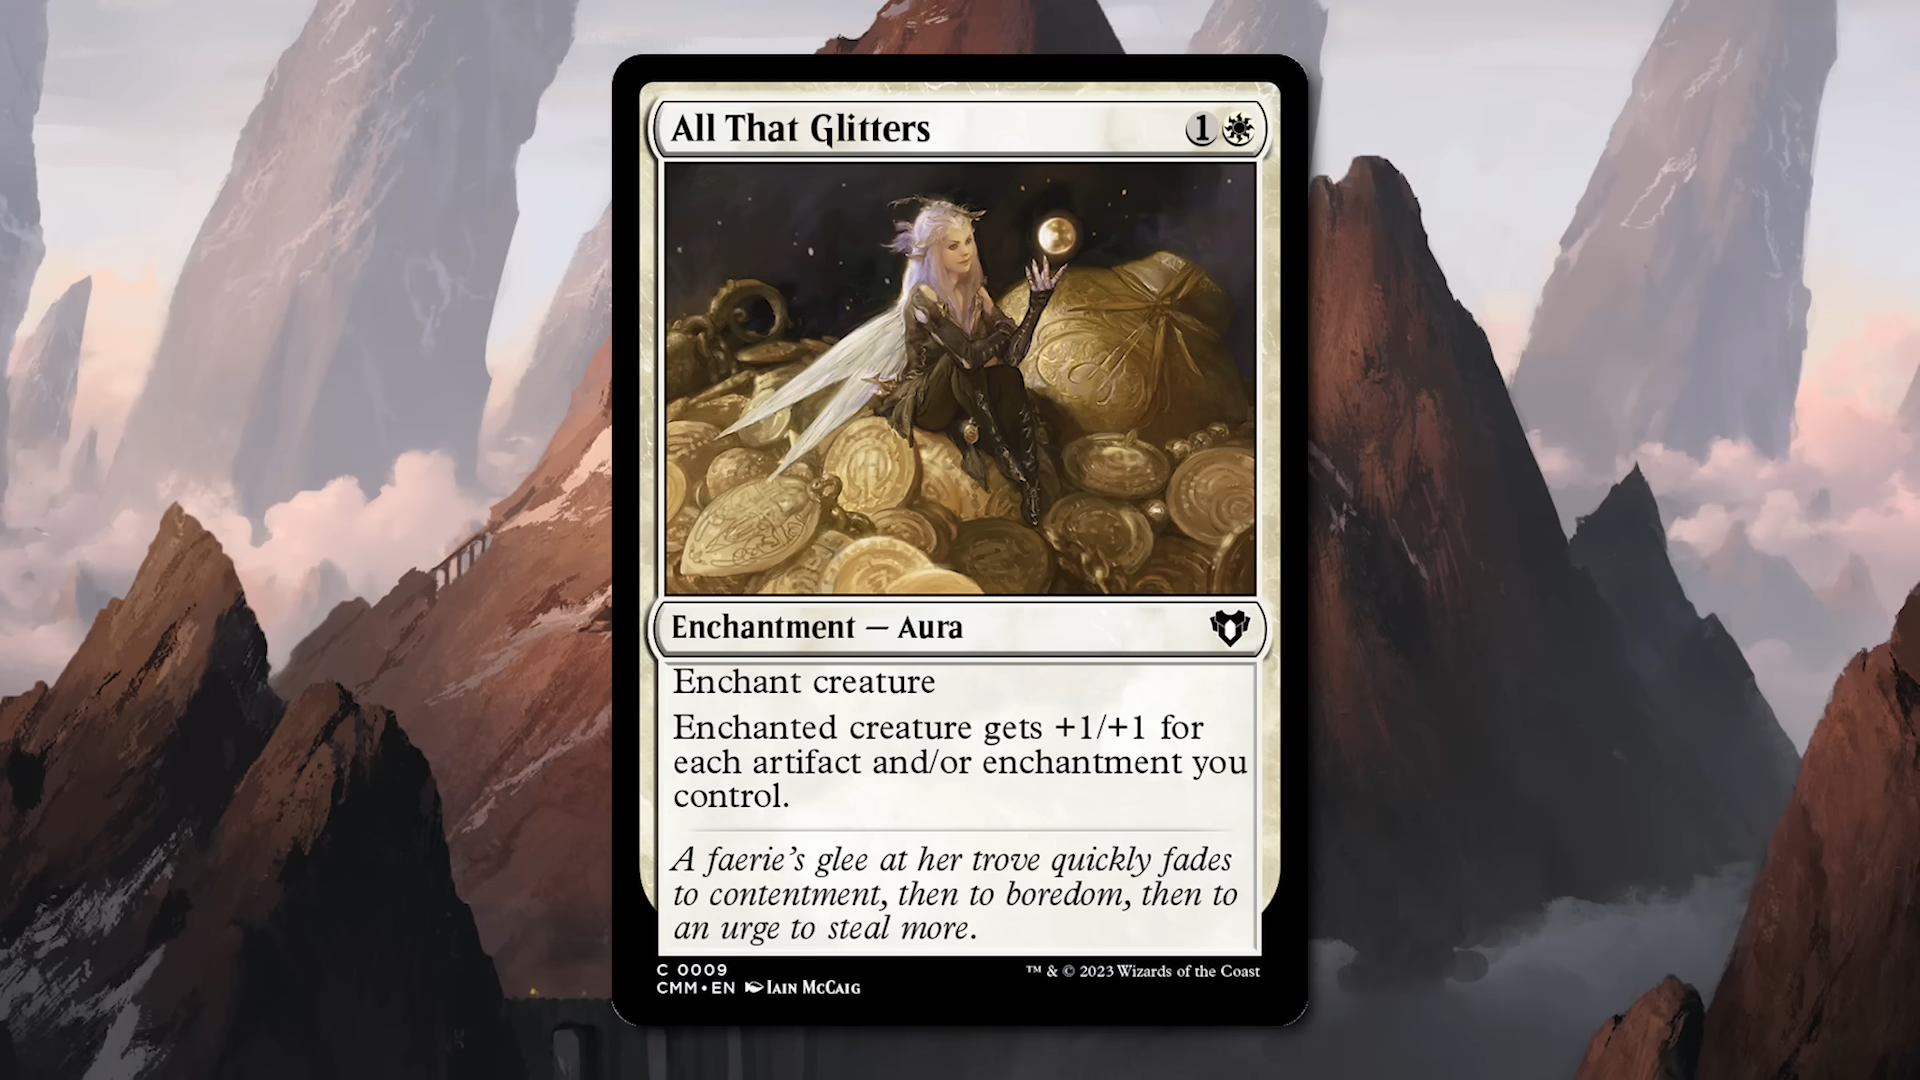 All That Glitters 1
Enchantment — Aura
Enchant creature
Enchanted creature gets +1/+1 for
each artifact and/or enchantment you
control.
A faerie's glee at her trove quickly fades
to contentment, then to boredom, then to
an urge to steal more.
C 0009 ™ & © 2023 Wizards of the Coast
CMM • EN Iain McCaig